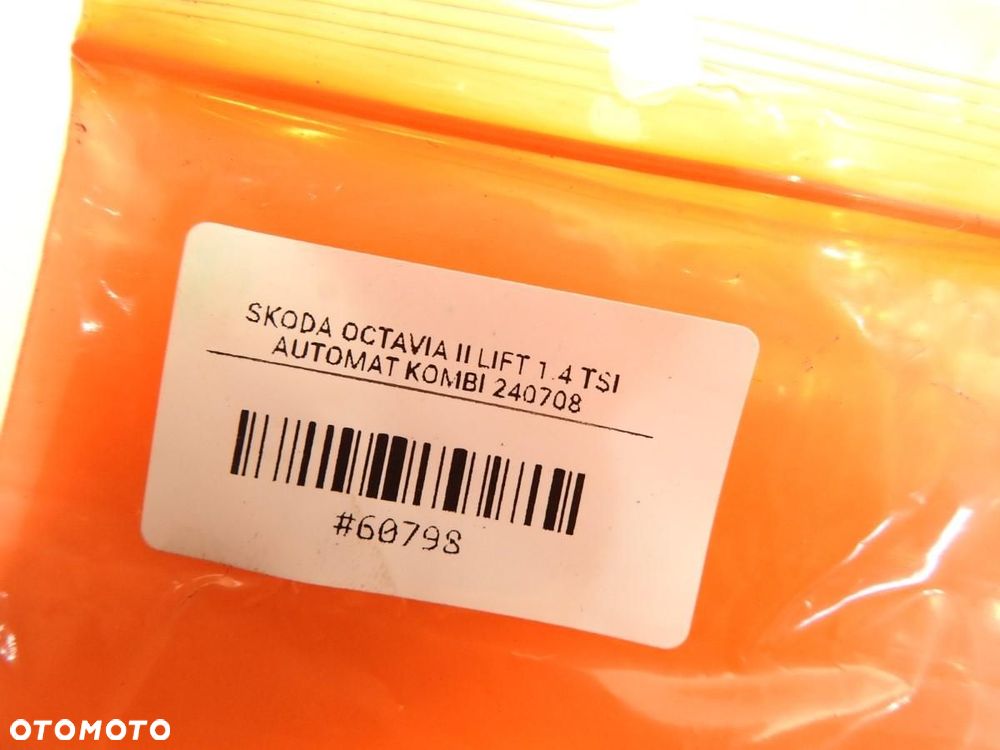 SKODA OCTAVIA II LIFT 1.4 TSI
AUTOMAT KOMBI 240708
#60798
OTOMOTO